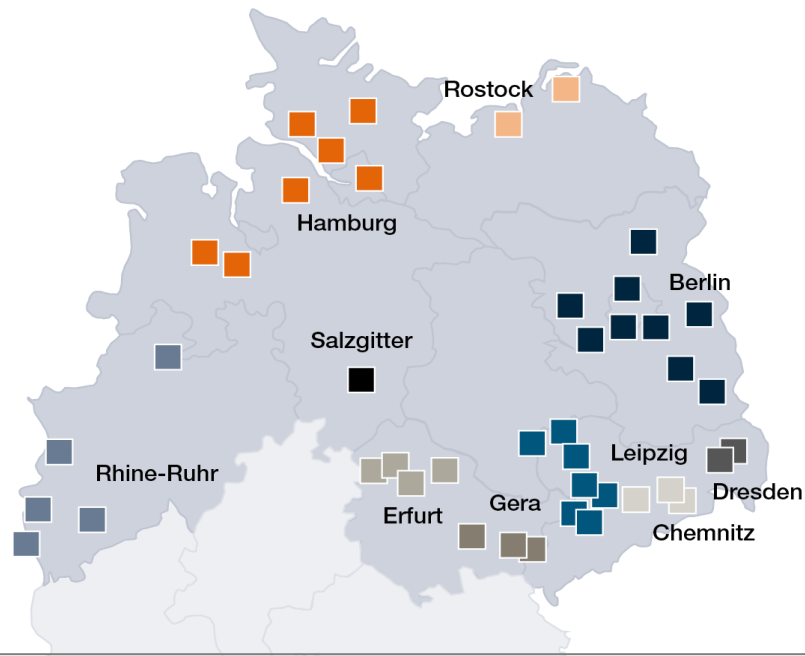 Rostock
Hamburg
Berlin
Salzgitter
Leipzig
Rhine-Ruhr
Dresden
Gera
Erfurt
Chemnitz